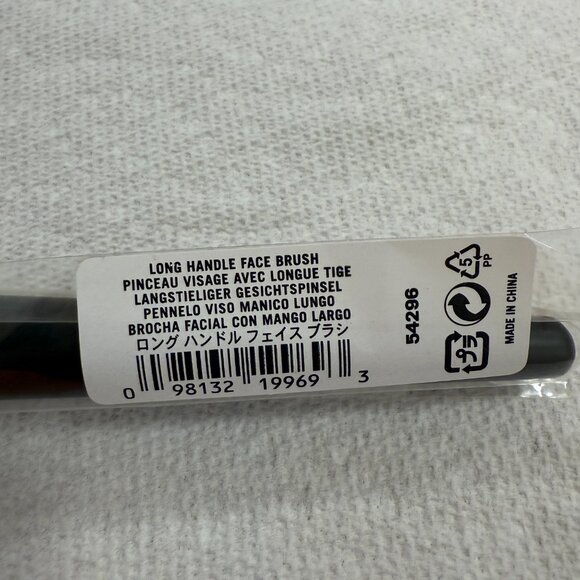 LONG HANDLE FACE BRUSH
PINCEAU VISAGE AVEC LONGUE TIGE
LANGSTIELIGER GESICHTSPINSEL
PENNELO VISO MANICO LUNGO
BROCHA FACIAL CON MANGO LARGO
ロング ハンドル フェイス ブラシ
0 98132 19969 3
54296
5
PP
プラ
MADE IN CHINA